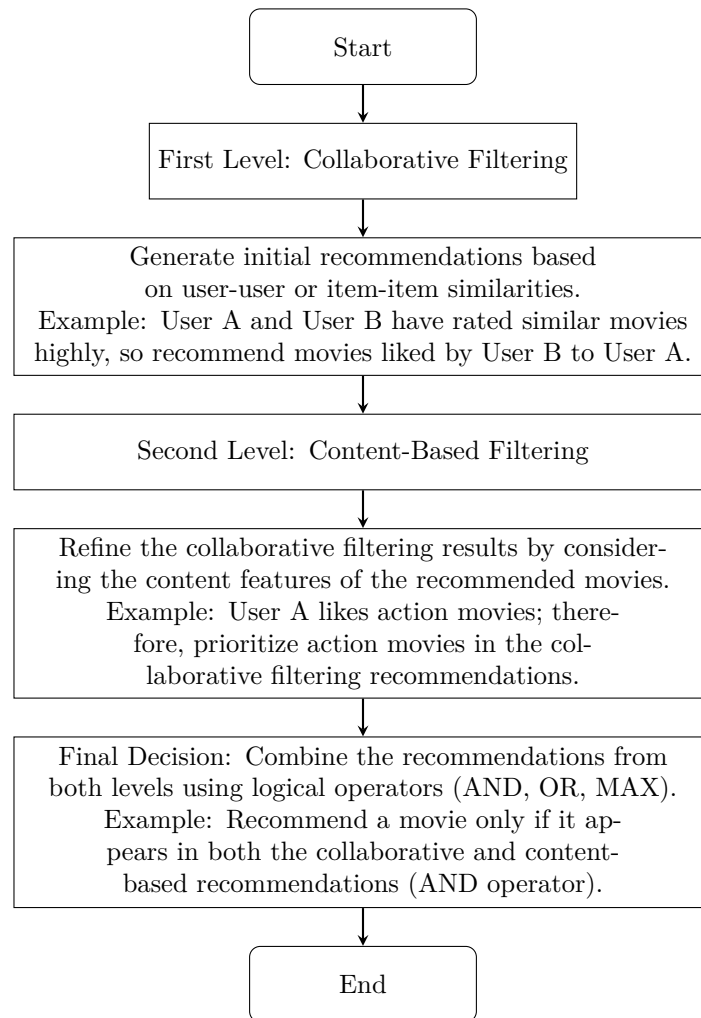 Start
First Level: Collaborative Filtering
Generate initial recommendations based
on user-user or item-item similarities.
Example: User A and User B have rated similar movies
highly, so recommend movies liked by User B to User A.
Second Level: Content-Based Filtering
Refine the collaborative filtering results by consider-
ing the content features of the recommended movies.
Example: User A likes action movies; there-
fore, prioritize action movies in the col-
laborative filtering recommendations.
Final Decision: Combine the recommendations from
both levels using logical operators (AND, OR, MAX).
Example: Recommend a movie only if it ap-
pears in both the collaborative and content-
based recommendations (AND operator).
End